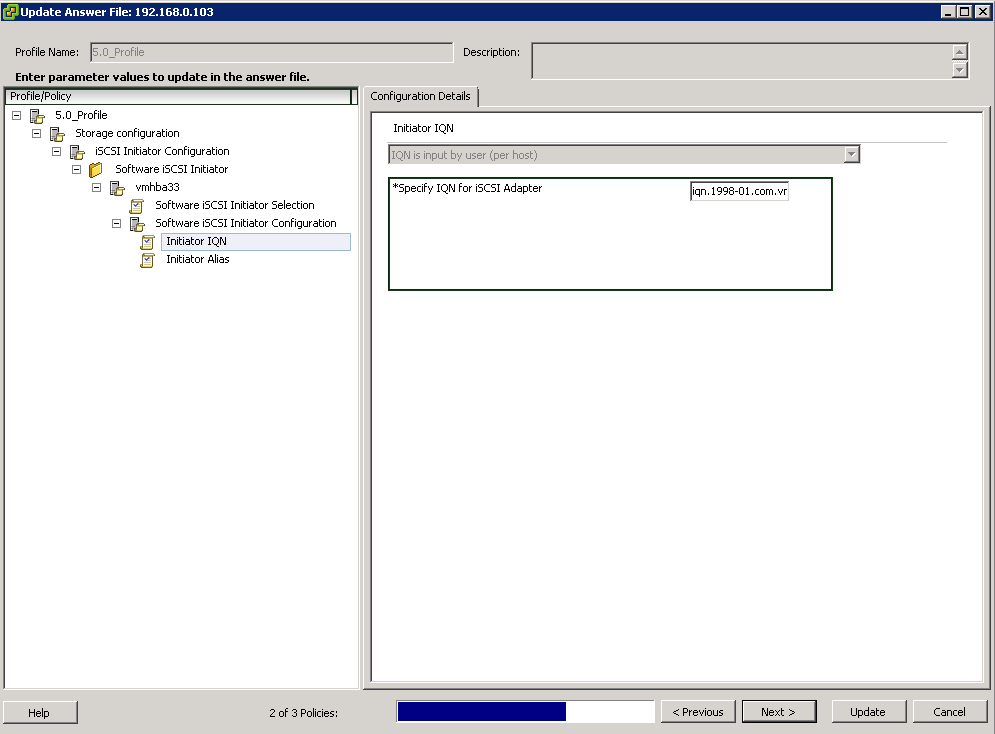 Update Answer File: 192.168.0.103
Profile Name: 5.0_Profile Description:
Enter parameter values to update in the answer file.
Profile/Policy
5.0_Profile
Storage configuration
iSCSI Initiator Configuration
Software iSCSI Initiator
vmhba33
Software iSCSI Initiator Selection
Software iSCSI Initiator Configuration
Initiator IQN
Initiator Alias
Configuration Details
Initiator IQN
IQN is input by user (per host)
*Specify IQN for iSCSI Adapter iqn.1998-01.com.vr
Help 2 of 3 Policies: < Previous Next > Update Cancel